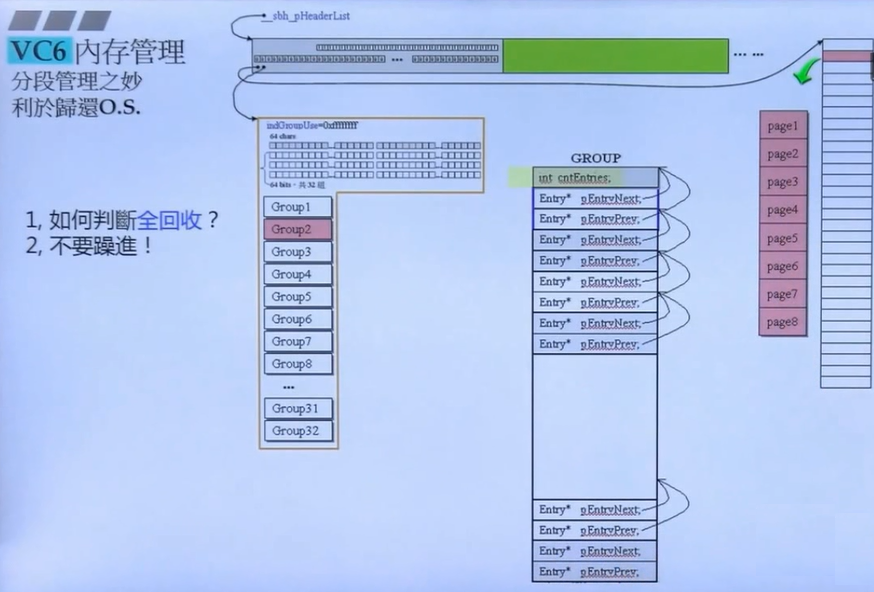 __sbh_pHeaderList
VC6 內存管理
分段管理之妙
利於歸還O.S.
... ...
...
indGroupUse=0xffffffff
64 chars
64 bits，共 32 組
1, 如何判斷全回收？
2, 不要躁進！
Group1
Group2
Group3
Group4
Group5
Group6
Group7
Group8
...
Group31
Group32
GROUP
int cntEntries;
Entry* pEntryNext;
Entry* pEntryPrev;
Entry* pEntryNext;
Entry* pEntryPrev;
Entry* pEntryNext;
Entry* pEntryPrev;
Entry* pEntryNext;
Entry* pEntryPrev;
Entry* pEntryNext;
Entry* pEntryPrev;
Entry* pEntryNext;
Entry* pEntryPrev;
page1
page2
page3
page4
page5
page6
page7
page8